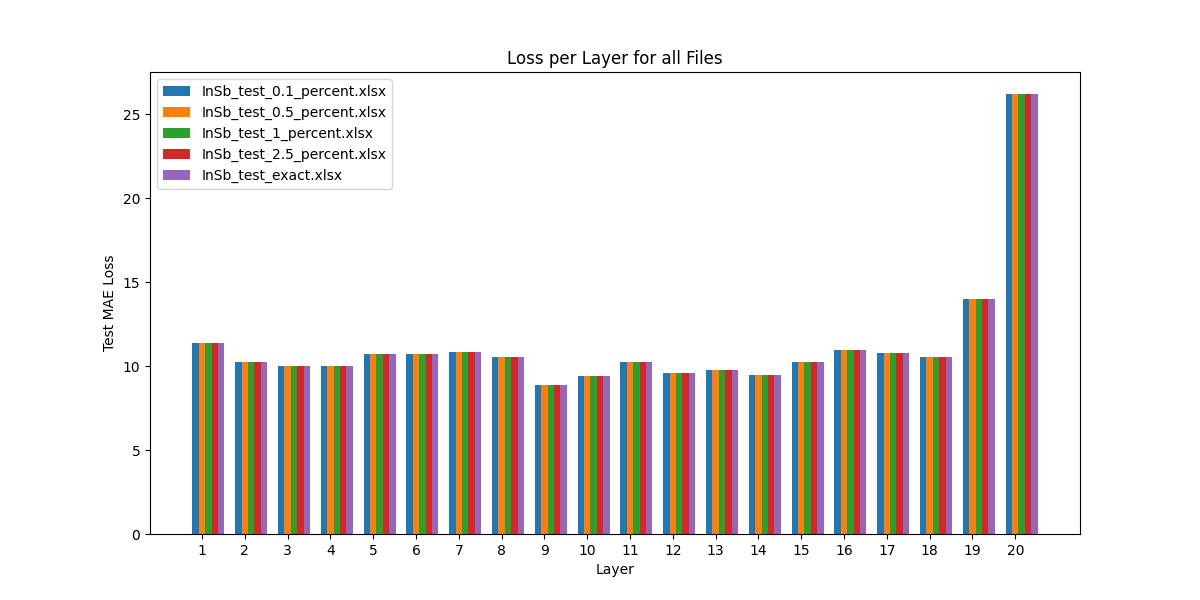 Loss per Layer for all Files
InSb_test_0.1_percent.xlsx
InSb_test_0.5_percent.xlsx
InSb_test_1_percent.xlsx
InSb_test_2.5_percent.xlsx
InSb_test_exact.xlsx
Test MAE Loss
25
20
15
10
5
0
1 2 3 4 5 6 7 8 9 10 11 12 13 14 15 16 17 18 19 20
Layer